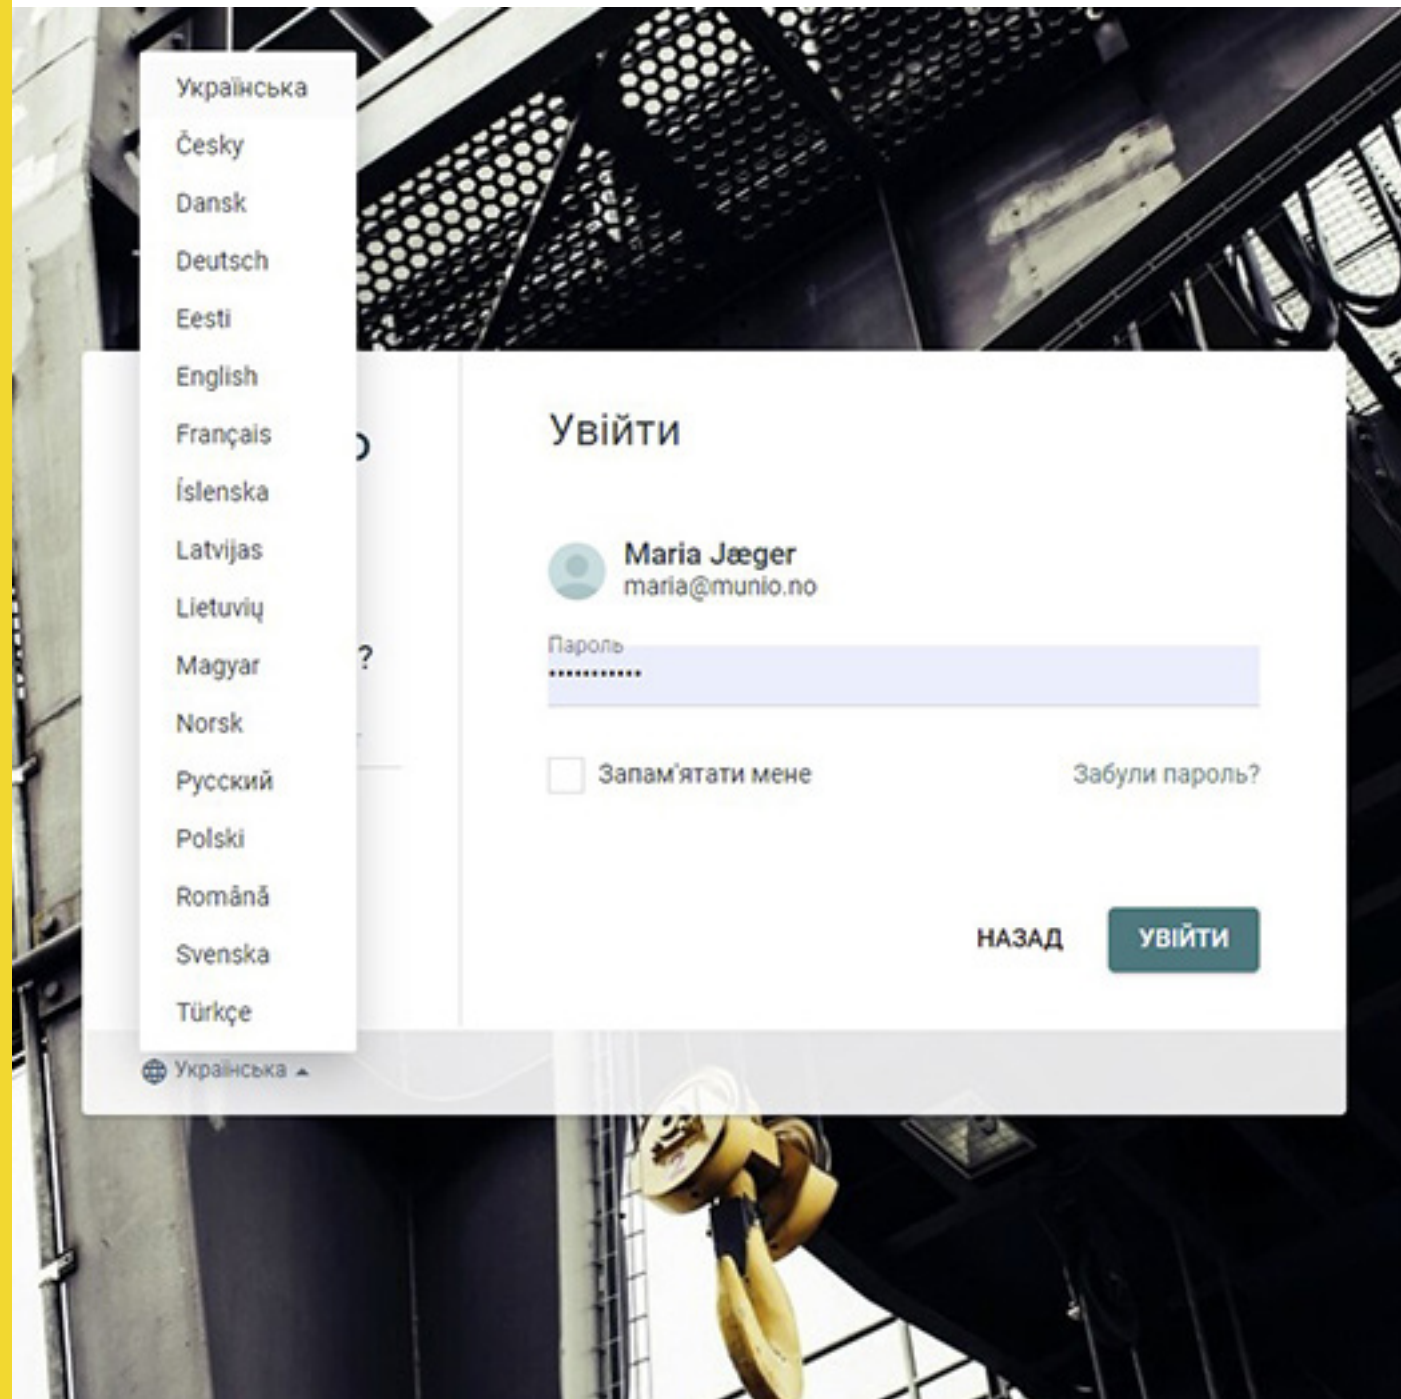 Українська
Česky
Dansk
Deutsch
Eesti
English
Français
Íslenska
Latvijas
Lietuvių
Magyar
Norsk
Русский
Polski
Română
Svenska
Türkçe
Українська
?
Увійти
Maria Jæger
maria@munio.no
Пароль
•••••••••••
Запам'ятати мене
Забули пароль?
НАЗАД
УВІЙТИ